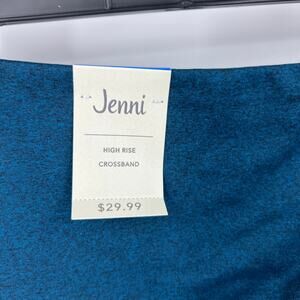 Jenni
HIGH RISE
CROSSBAND
$29.99